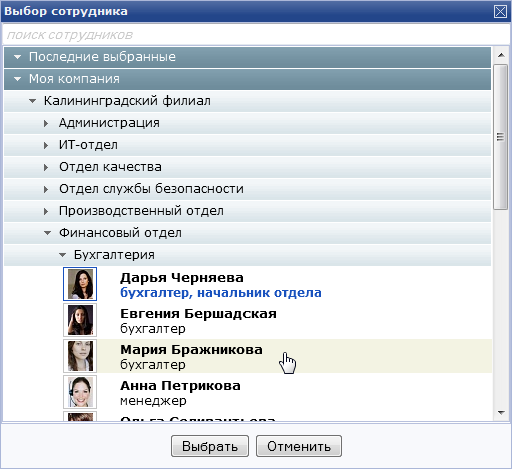 Выбор сотрудника
поиск сотрудников
Последние выбранные
Моя компания
Калининградский филиал
Администрация
ИТ-отдел
Отдел качества
Отдел службы безопасности
Производственный отдел
Финансовый отдел
Бухгалтерия
Дарья Черняева
бухгалтер, начальник отдела
Евгения Бершадская
бухгалтер
Мария Бражникова
бухгалтер
Анна Петрикова
менеджер
Ольга Селивантьева
Выбрать Отменить